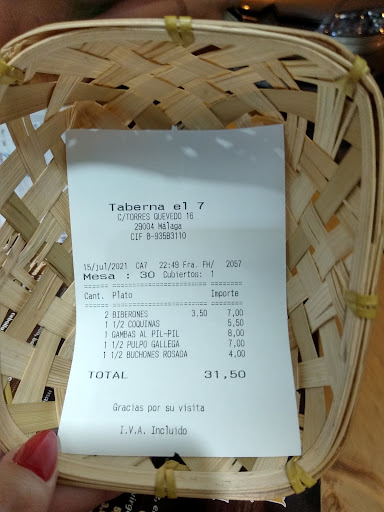 Taberna el 7
C/TORRES QUEVEDO 16
29004 Málaga
CIF B-93583110
15/jul/2021 CA7 22:49 Fra. FH/ 2057
Mesa : 30 Cubiertos: 1
Cant. Plato Importe
2 BIBERONES 3,50 7,00
1 1/2 COQUINAS 5,50
1 GAMBAS AL PIL-PIL 8,00
1 1/2 PULPO GALLEGA 7,00
1 1/2 BUCHONES ROSADA 4,00
TOTAL 31,50
Gracias por su visita
I.V.A. Incluido